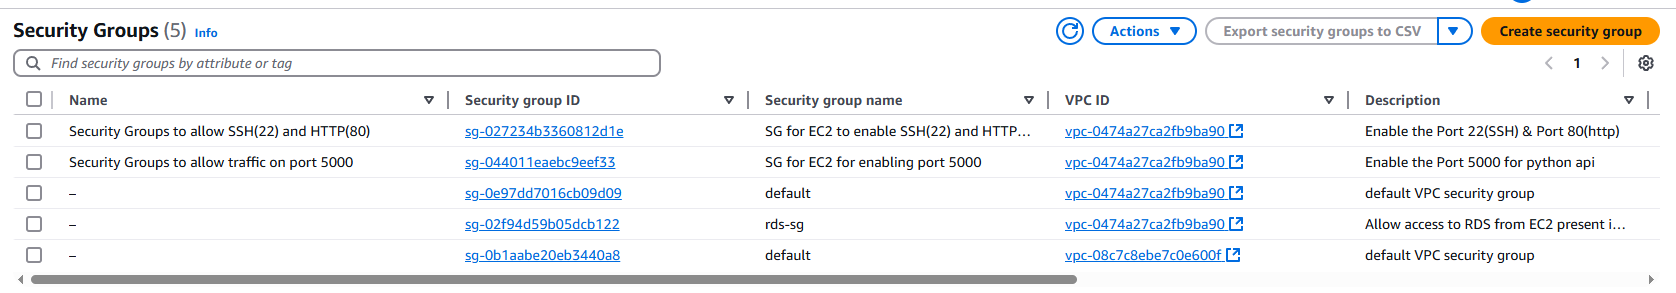 Security Groups (5) Info
Actions
Export security groups to CSV
Create security group
Find security groups by attribute or tag
1
Name Security group ID Security group name VPC ID Description
Security Groups to allow SSH(22) and HTTP(80) sg-027234b3360812d1e SG for EC2 to enable SSH(22) and HTTP... vpc-0474a27ca2fb9ba90 Enable the Port 22(SSH) & Port 80(http)
Security Groups to allow traffic on port 5000 sg-044011eaebc9eef33 SG for EC2 for enabling port 5000 vpc-0474a27ca2fb9ba90 Enable the Port 5000 for python api
– sg-0e97dd7016cb09d09 default vpc-0474a27ca2fb9ba90 default VPC security group
– sg-02f94d59b05dcb122 rds-sg vpc-0474a27ca2fb9ba90 Allow access to RDS from EC2 present i...
– sg-0b1aabe20eb3440a8 default vpc-08c7c8ebe7c0e600f default VPC security group